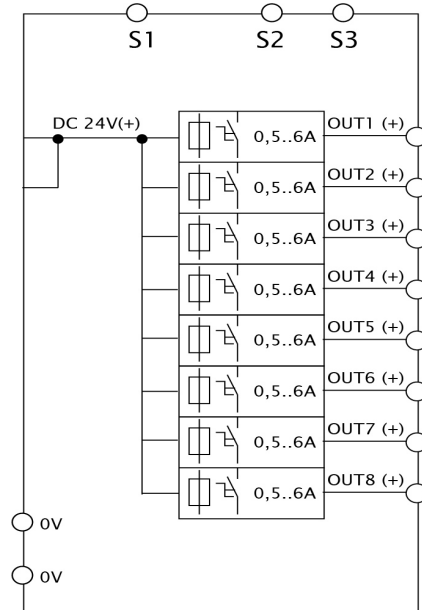 S1 S2 S3
DC 24V(+) 0,5..6A OUT1 (+)
0,5..6A OUT2 (+)
0,5..6A OUT3 (+)
0,5..6A OUT4 (+)
0,5..6A OUT5 (+)
0,5..6A OUT6 (+)
0,5..6A OUT7 (+)
0,5..6A OUT8 (+)
0V
0V